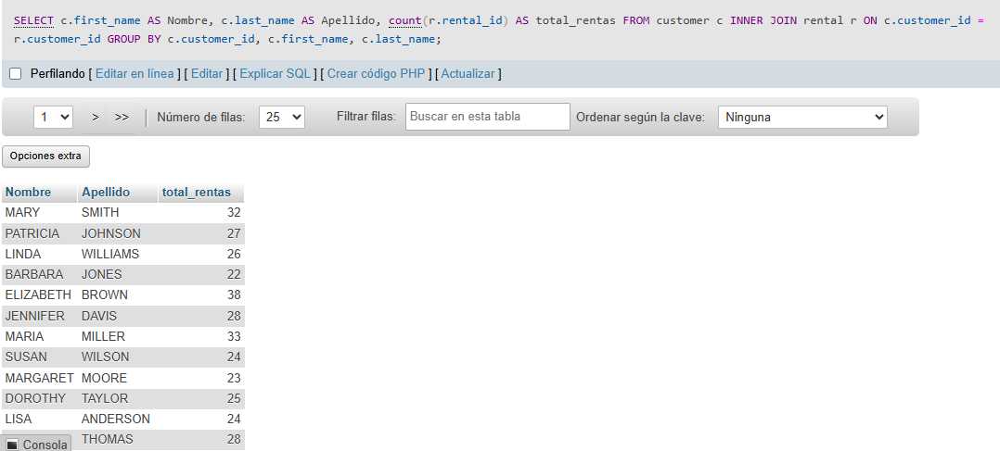 SELECT c.first_name AS Nombre, c.last_name AS Apellido, count(r.rental_id) AS total_rentas FROM customer c INNER JOIN rental r ON c.customer_id =
r.customer_id GROUP BY c.customer_id, c.first_name, c.last_name;
Perfilando [ Editar en línea ] [ Editar ] [ Explicar SQL ] [ Crear código PHP ] [ Actualizar ]
1 > >> | Número de filas: 25 Filtrar filas: Buscar en esta tabla Ordenar según la clave: Ninguna
Opciones extra
Nombre Apellido total_rentas
MARY SMITH 32
PATRICIA JOHNSON 27
LINDA WILLIAMS 26
BARBARA JONES 22
ELIZABETH BROWN 38
JENNIFER DAVIS 28
MARIA MILLER 33
SUSAN WILSON 24
MARGARET MOORE 23
DOROTHY TAYLOR 25
LISA ANDERSON 24
THOMAS 28
Consola